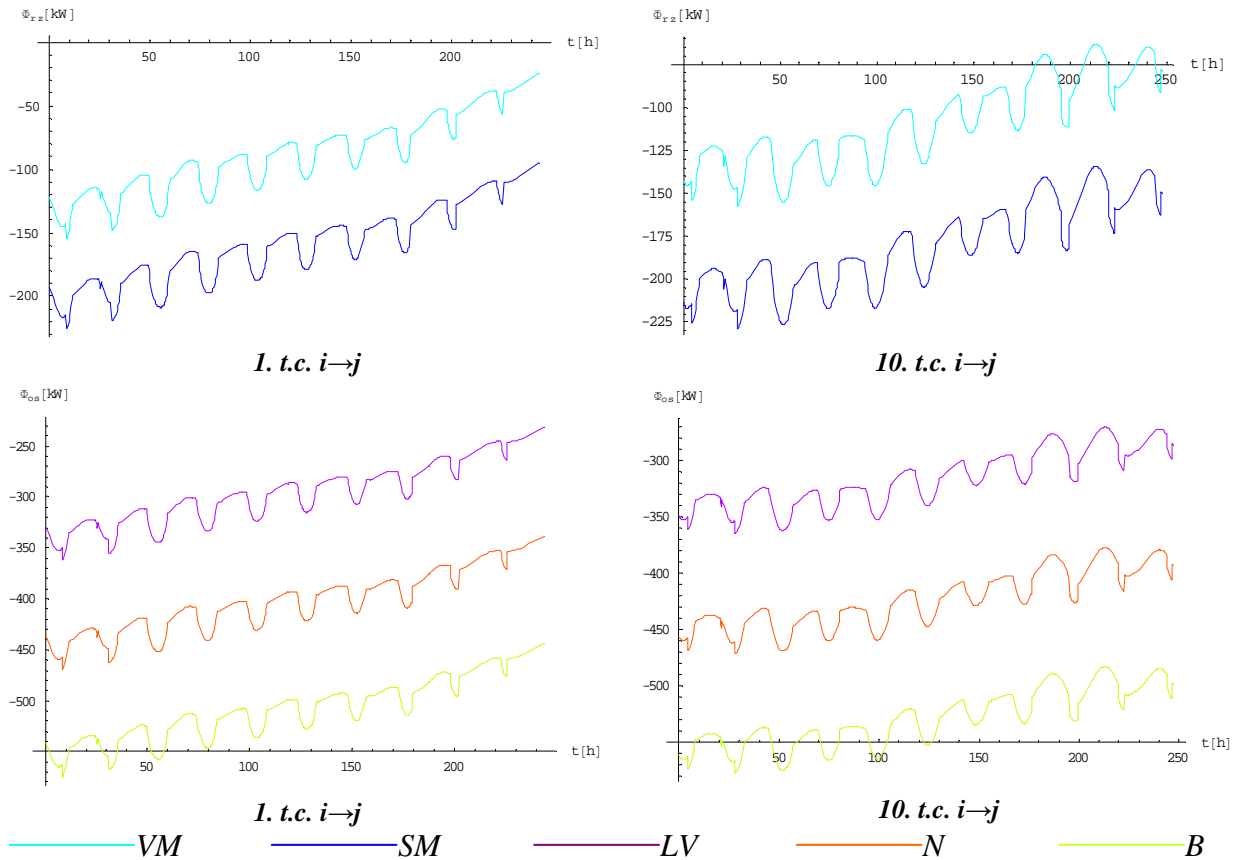 Φrz[kW]
t[h]
50 100 150 200
-50
-100
-150
-200
1. t.c. i→j
Φrz[kW]
t[h]
50 100 150 200 250
-100
-125
-150
-175
-200
-225
10. t.c. i→j
Φos[kW]
-250
-300
-350
-400
-450
-500
t[h]
50 100 150 200
1. t.c. i→j
Φos[kW]
-300
-350
-400
-450
-500
t[h]
50 100 150 200 250
10. t.c. i→j
VM SM LV N B